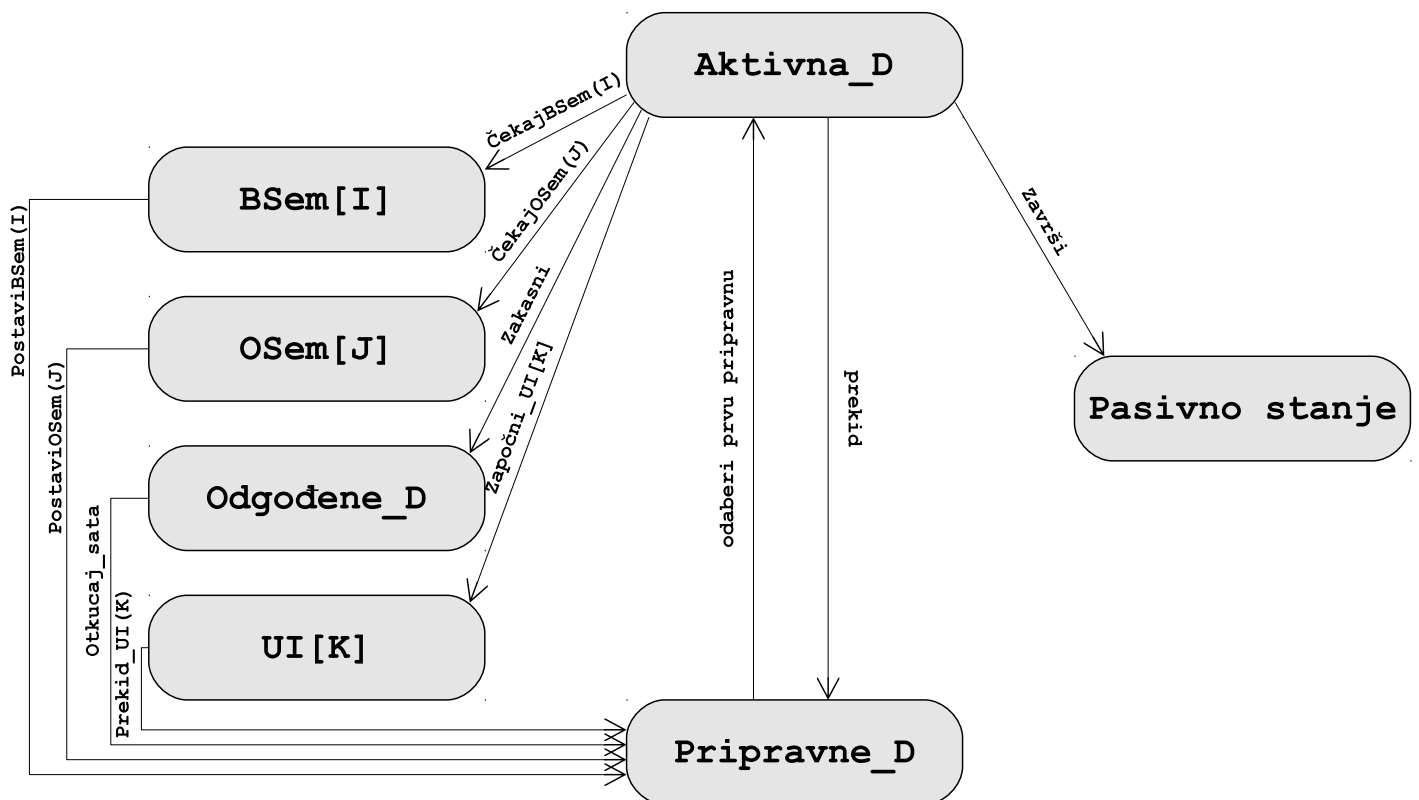 Aktivna_D
ČekajBSem(I)
BSem[I]
ČekajOSem(J)
Završi
PostaviBSem(I)
OSem[J]
Zakasni
odaberi prvu pripravnu
prekid
Pasivno stanje
PostaviOSem(J)
Započni_UI[K]
Odgođene_D
Otkucaj_sata
Prekid_UI(K)
UI[K]
Pripravne_D